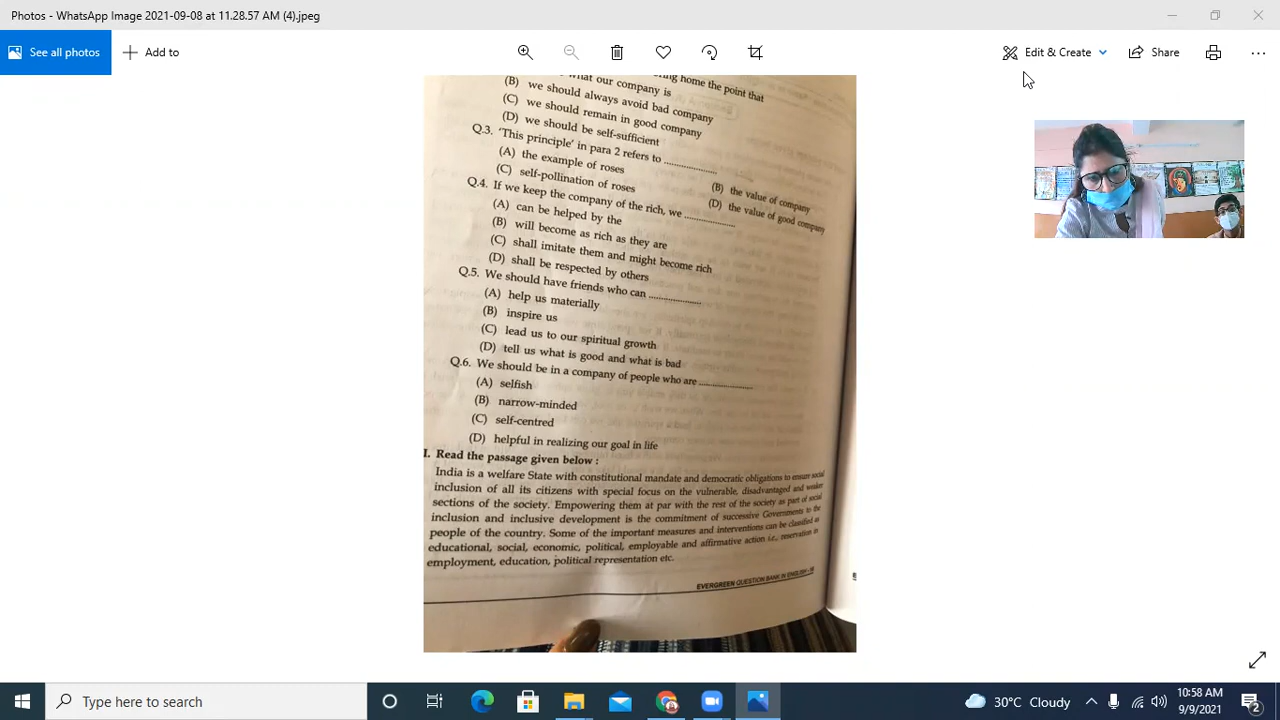 Photos - WhatsApp Image 2021-09-08 at 11.28.57 AM (4).jpeg
See all photos
Add to
Edit & Create
Share
home the point that
what our company is
(B) we should always avoid bad company
(C) we should remain in good company
(D) we should be self-sufficient
Q.3. 'This principle' in para 2 refers to ..................
(A) the example of roses
(B) the value of company
(C) self-pollination of roses
(D) the value of good company
Q.4. If we keep the company of the rich, we ..................
(A) can be helped by the
(B) will become as rich as they are
(C) shall imitate them and might become rich
(D) shall be respected by others
Q.5. We should have friends who can ..................
(A) help us materially
(B) inspire us
(C) lead us to our spiritual growth
(D) tell us what is good and what is bad
Q.6. We should be in a company of people who are ..................
(A) selfish
(B) narrow-minded
(C) self-centred
(D) helpful in realizing our goal in life
I. Read the passage given below :
India is a welfare State with constitutional mandate and democratic obligations to ensure social
inclusion of all its citizens with special focus on the vulnerable, disadvantaged and weaker
sections of the society. Empowering them at par with the rest of the society as part of social
inclusion and inclusive development is the commitment of successive Governments to the
people of the country. Some of the important measures and interventions can be classified as
educational, social, economic, political, employable and affirmative action i.e., reservation in
employment, education, political representation etc.
EVERGREEN QUESTION BANK IN ENGLISH
Type here to search
30°C Cloudy
10:58 AM
9/9/2021
2